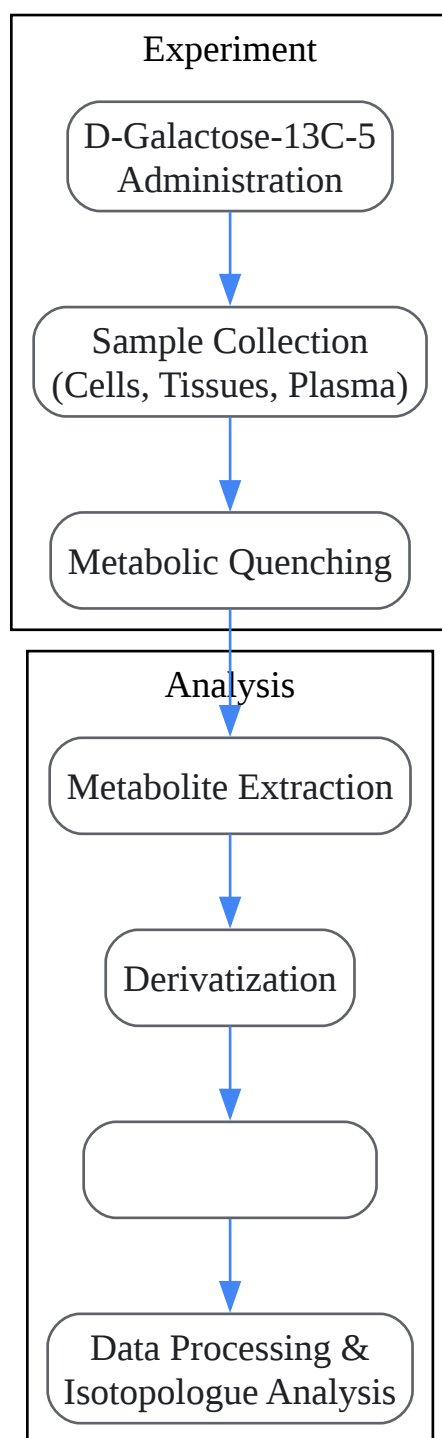 Experiment
D-Galactose-13C-5
Administration
Sample Collection
(Cells, Tissues, Plasma)
Metabolic Quenching
Analysis
Metabolite Extraction
Derivatization
Data Processing &
Isotopologue Analysis